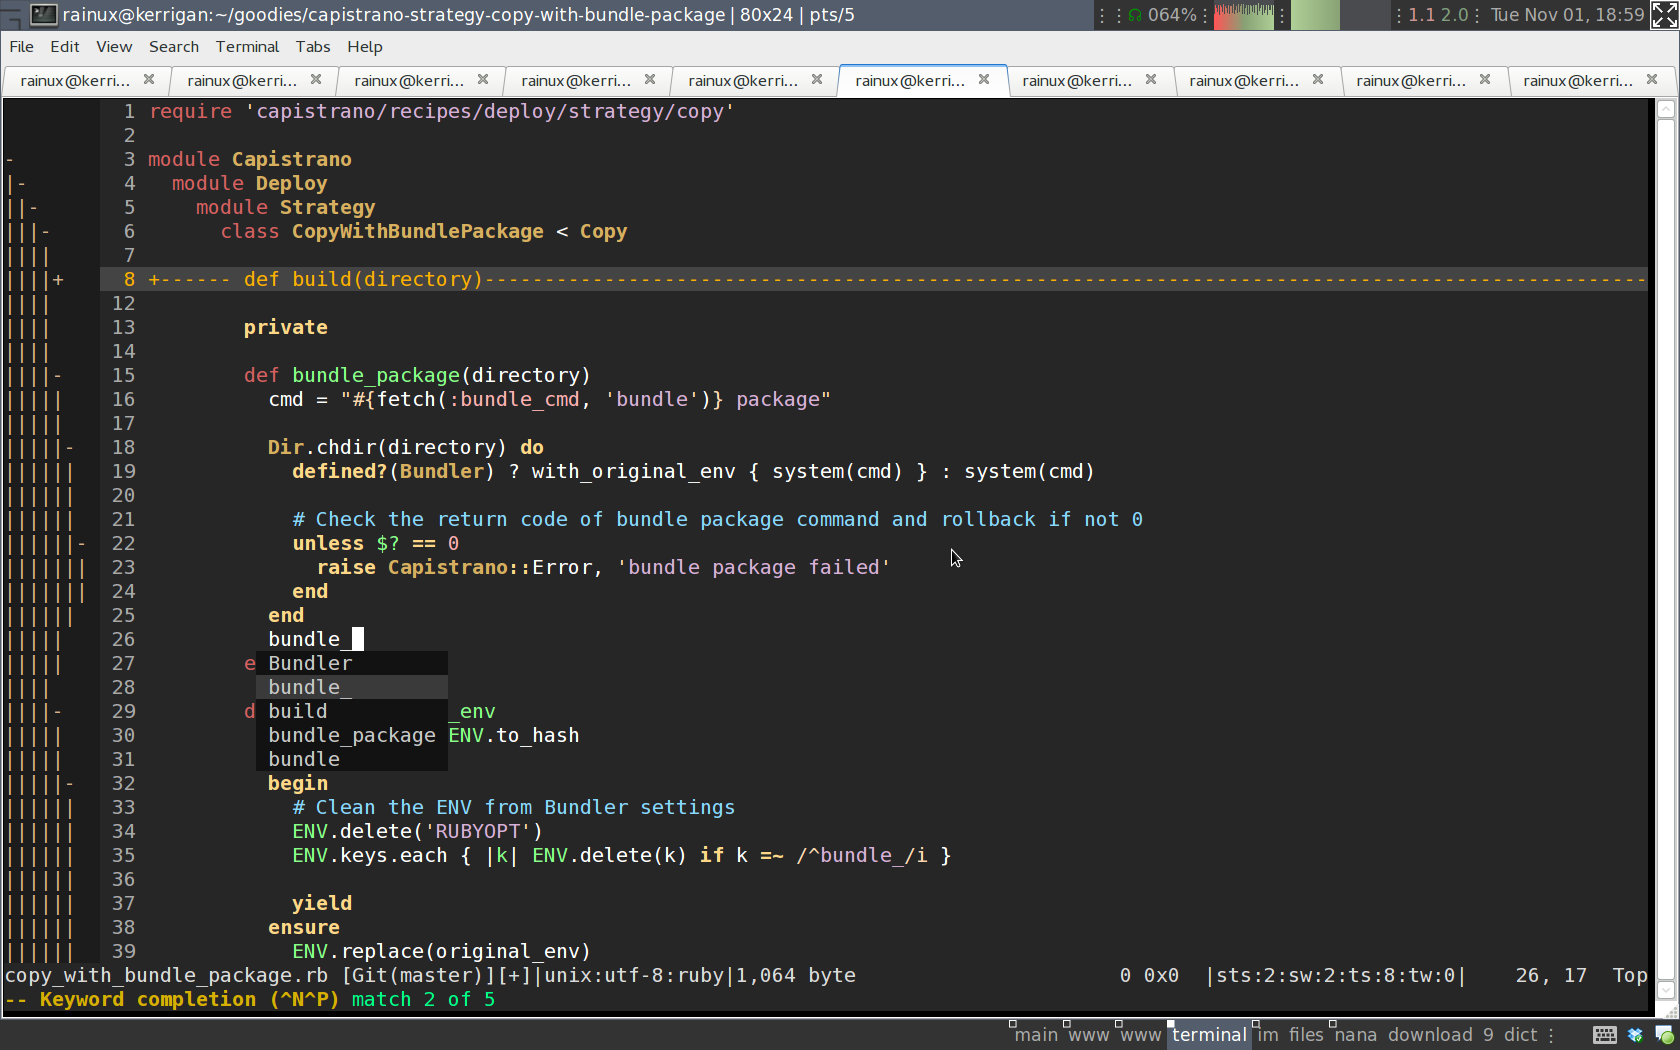 rainux@kerrigan:~/goodies/capistrano-strategy-copy-with-bundle-package | 80x24 | pts/5
064%
1.1 2.0
Tue Nov 01, 18:59
File Edit View Search Terminal Tabs Help
rainux@kerri... rainux@kerri... rainux@kerri... rainux@kerri... rainux@kerri... rainux@kerri... rainux@kerri... rainux@kerri... rainux@kerri... rainux@kerri...
1 require 'capistrano/recipes/deploy/strategy/copy'
2
- 3 module Capistrano
|- 4 module Deploy
||- 5 module Strategy
|||- 6 class CopyWithBundlePackage < Copy
|||| 7
||||+ 8 +------ def build(directory)-------------------------------------------------------------------------------------------------
|||| 12
|||| 13 private
|||| 14
||||- 15 def bundle_package(directory)
||||| 16 cmd = "#{fetch(:bundle_cmd, 'bundle')} package"
||||| 17
|||||- 18 Dir.chdir(directory) do
|||||| 19 defined?(Bundler) ? with_original_env { system(cmd) } : system(cmd)
|||||| 20
|||||| 21 # Check the return code of bundle package command and rollback if not 0
||||||- 22 unless $? == 0
||||||| 23 raise Capistrano::Error, 'bundle package failed'
||||||| 24 end
|||||| 25 end
||||| 26 bundle_
||||| 27 e Bundler
|||| 28 bundle_
||||- 29 d build _env
||||| 30 bundle_package ENV.to_hash
||||| 31 bundle
|||||- 32 begin
|||||| 33 # Clean the ENV from Bundler settings
|||||| 34 ENV.delete('RUBYOPT')
|||||| 35 ENV.keys.each { |k| ENV.delete(k) if k =~ /^bundle_/i }
|||||| 36
|||||| 37 yield
|||||| 38 ensure
|||||| 39 ENV.replace(original_env)
copy_with_bundle_package.rb [Git(master)][+]|unix:utf-8:ruby|1,064 byte 0 0x0 |sts:2:sw:2:ts:8:tw:0| 26, 17 Top
-- Keyword completion (^N^P) match 2 of 5
main www www terminal im files nana download 9 dict